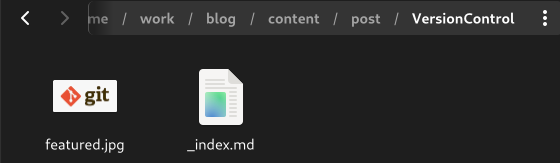 me / work / blog / content / post / VersionControl
git
featured.jpg
_index.md